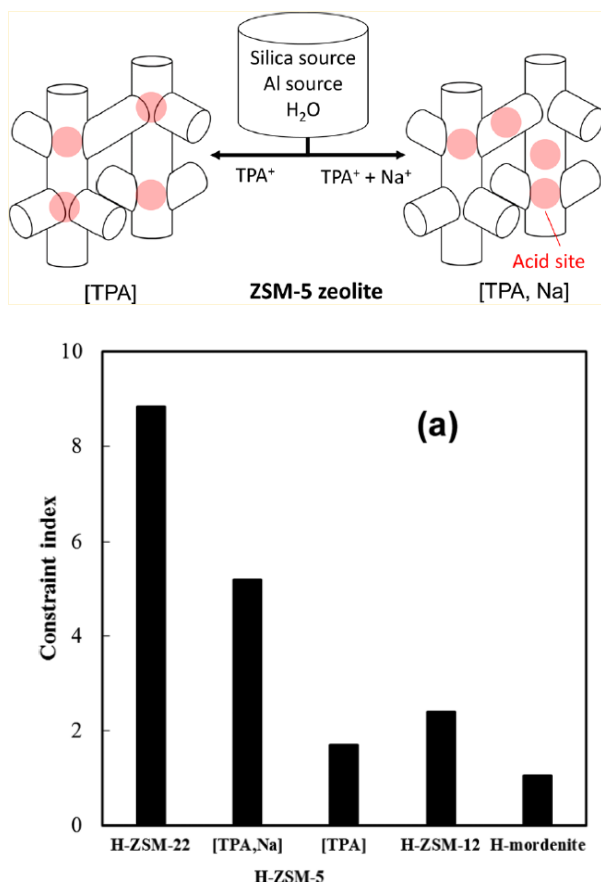 Silica source
Al source
H₂O
TPA⁺
TPA⁺ + Na⁺
Acid site
[TPA]
ZSM-5 zeolite
[TPA, Na]
(a)
Constraint index
10
8
6
4
2
0
H-ZSM-22
[TPA,Na]
[TPA]
H-ZSM-12
H-mordenite
H-ZSM-5